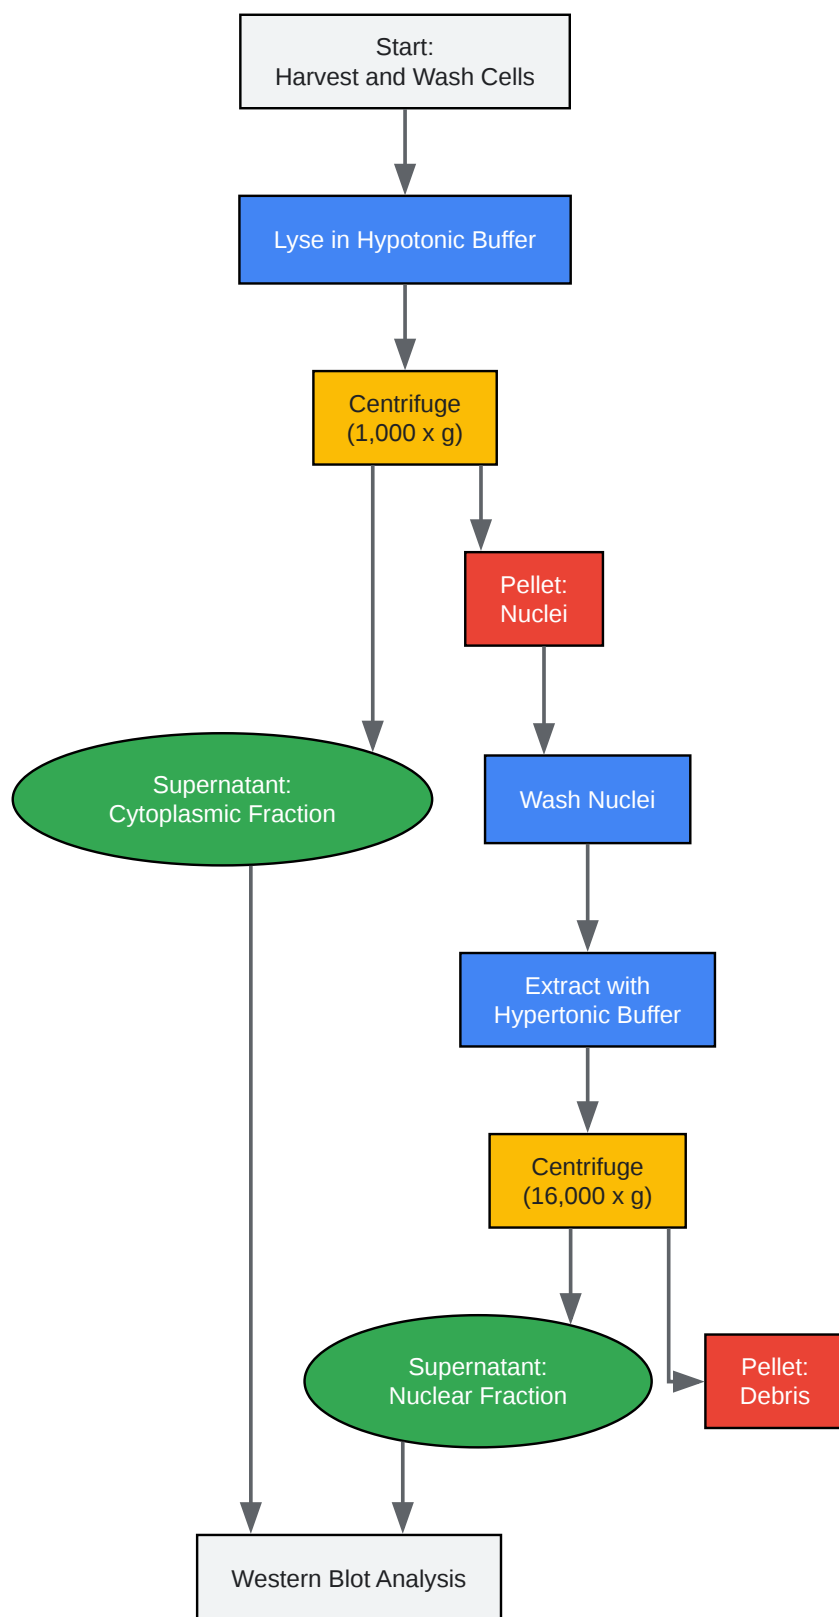 Start:
Harvest and Wash Cells
Lyse in Hypotonic Buffer
Centrifuge
(1,000 x g)
Pellet:
Nuclei
Supernatant:
Cytoplasmic Fraction
Wash Nuclei
Extract with
Hypertonic Buffer
Centrifuge
(16,000 x g)
Supernatant:
Nuclear Fraction
Pellet:
Debris
Western Blot Analysis